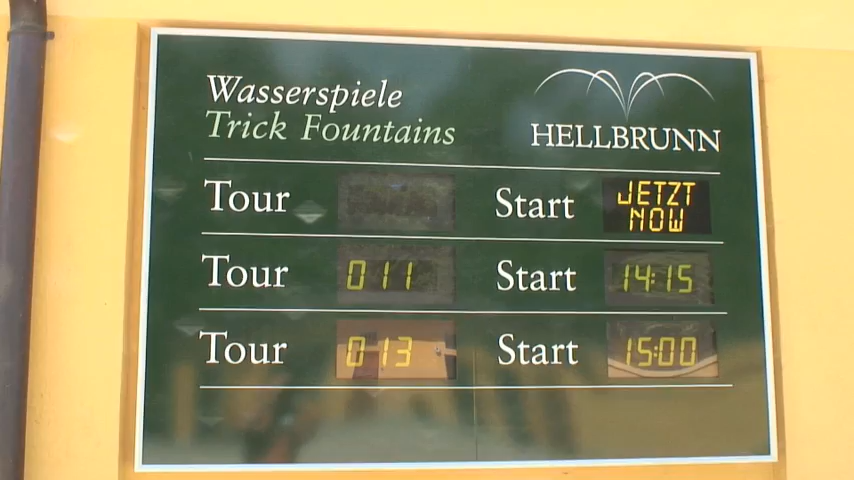 Wasserspiele
Trick Fountains
HELLBRUNN
Tour Start JETZT NOW
Tour 011 Start 14:15
Tour 013 Start 15:00